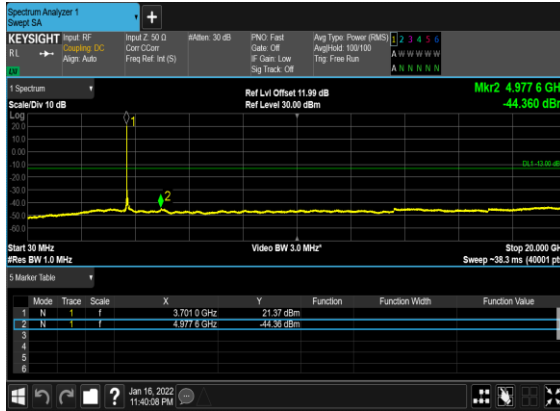 Spectrum Analyzer 1
Swept SA
+
KEYSIGHT Input: RF Input Z: 50 Ω #Atten: 30 dB PNO: Fast Avg Type: Power (RMS) 1 2 3 4 5 6
RL Coupling: DC Corr CCorr Gate: Off Avg|Hold: 100/100 A W W W W W
Align: Auto Freq Ref: Int (S) IF Gain: Low Trig: Free Run
Sig Track: Off A N N N N N
LU
1 Spectrum Ref Lvl Offset 11.99 dB Mkr2 4.977 6 GH
Scale/Div 10 dB Ref Level 30.00 dBm -44.360 dBm
Log
20.0
10.0
0.00
-10.0
-20.0
-30.0
-40.0
-50.0
-60.0
1
2
DL1 -13.00 dB
Start 30 MHz Video BW 3.0 MHz* Stop 20.000 GH
#Res BW 1.0 MHz Sweep ~38.3 ms (40001 pt
5 Marker Table
Mode Trace Scale X Y Function Function Width Function Value
1 N 1 f 3.701 0 GHz 21.37 dBm
2 N 1 f 4.977 6 GHz -44.36 dBm
3
4
5
6
? Jan 16, 2022
11:40:08 PM